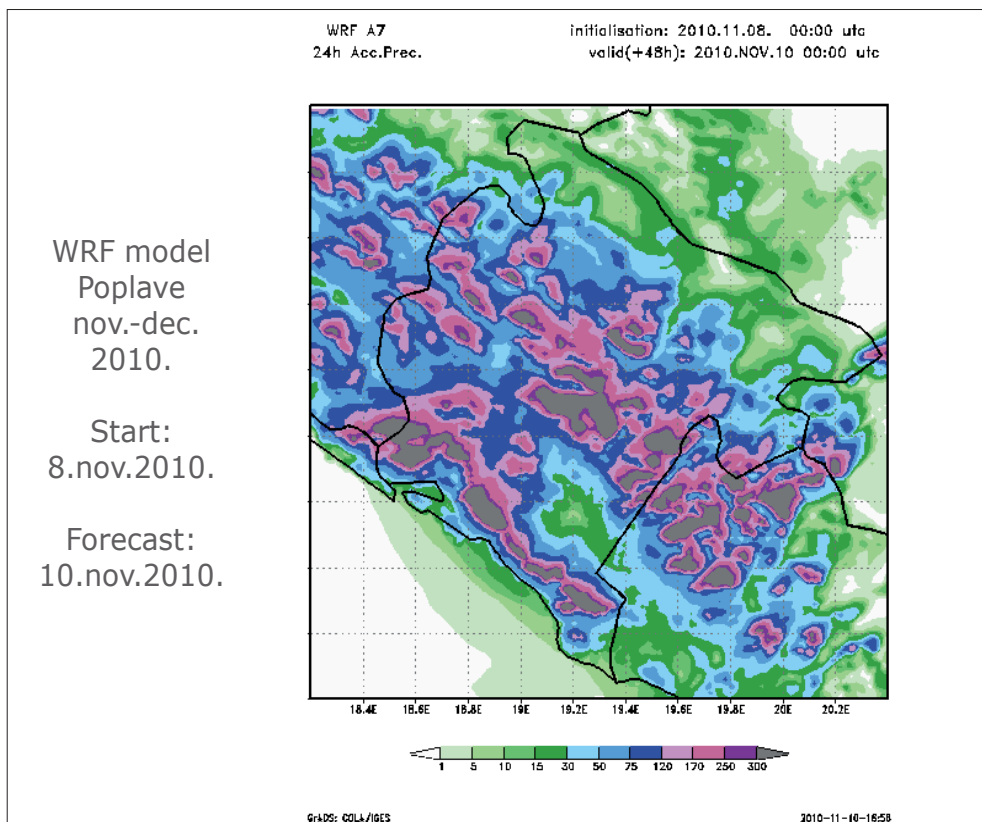 WRF A7
24h Acc.Prec.
initialisation: 2010.11.08. 00:00 utc
valid(+48h): 2010.NOV.10 00:00 utc
WRF model
Poplave
nov.-dec.
2010.
Start:
8.nov.2010.
Forecast:
10.nov.2010.
18.4E 18.6E 18.8E 19E 19.2E 19.4E 19.6E 19.8E 20E 20.2E
1 5 10 15 30 50 75 120 170 250 300
GrADS: COLA/IGES
2010-11-10-16:58